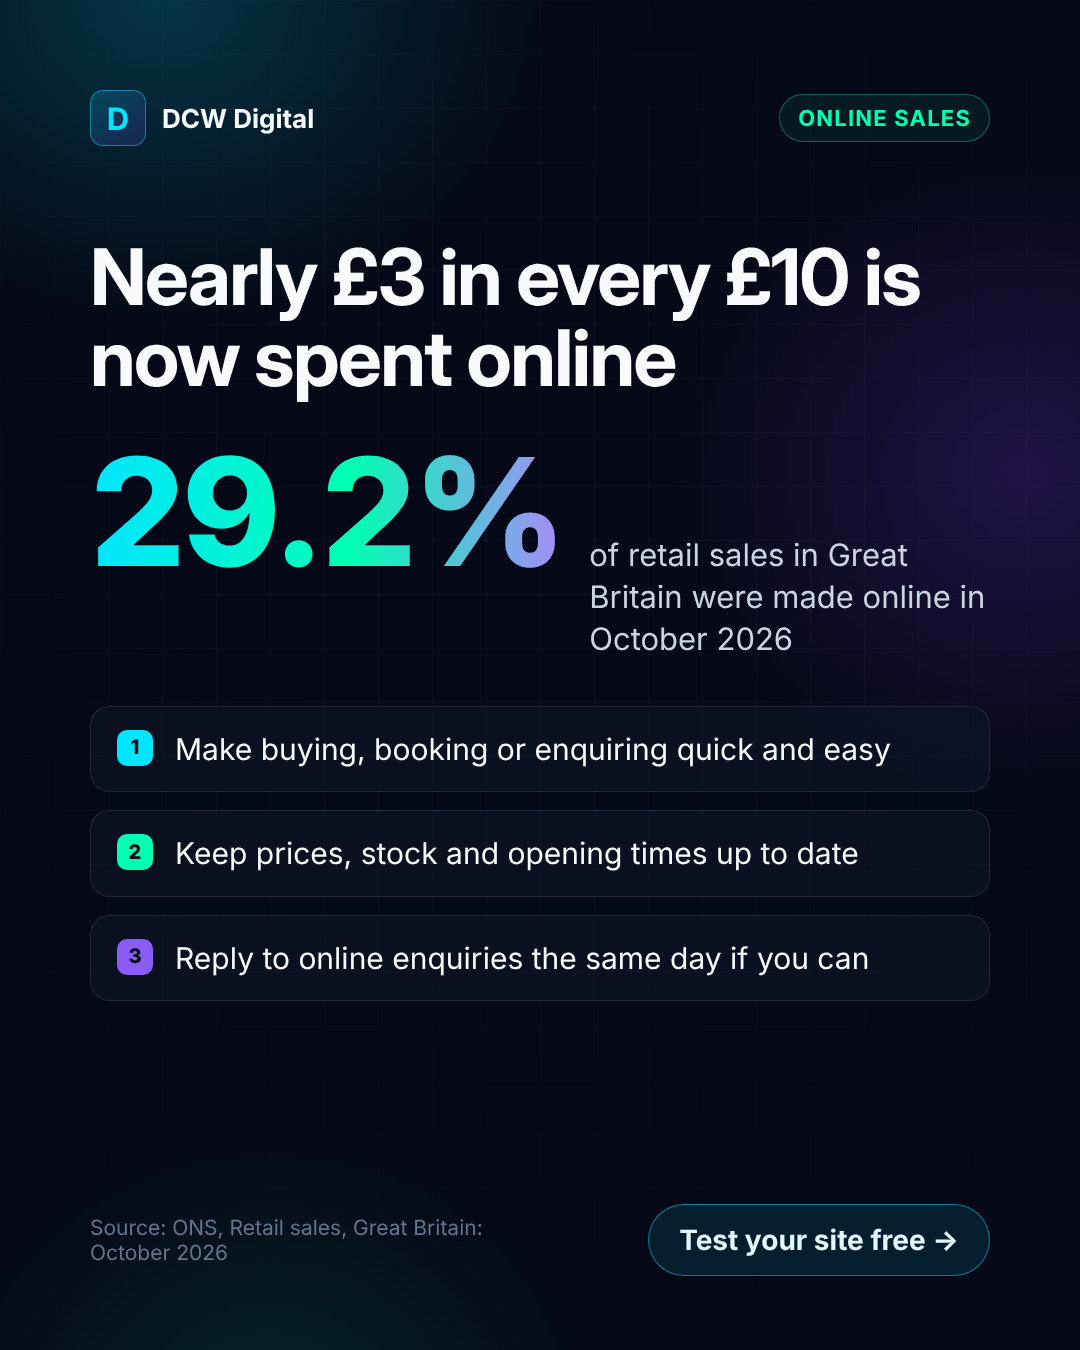 D
DCW Digital
ONLINE SALES
Nearly £3 in every £10 is
now spent online
29.2%
of retail sales in Great
Britain were made online in
October 2026
1 Make buying, booking or enquiring quick and easy
2 Keep prices, stock and opening times up to date
3 Reply to online enquiries the same day if you can
Source: ONS, Retail sales, Great Britain:
October 2026
Test your site free →